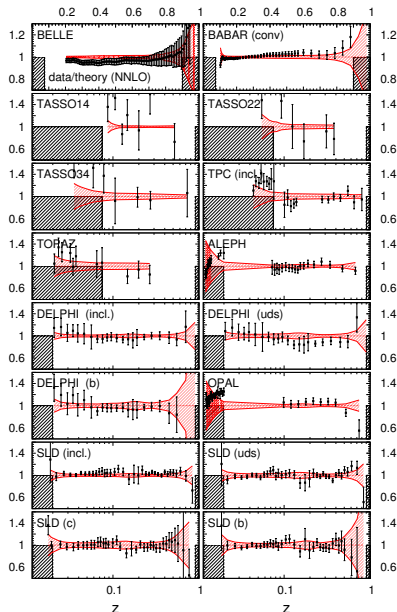 0.2 0.4 0.6 0.8 0.2 0.4 0.6 0.8 1
1.2 BELLE BABAR (conv) 1.2
1 1
data/theory (NNLO)
0.8 0.8
1.4 TASSO14 TASSO22 1.4
1 1
0.6 0.6
1.4 TASSO34 TPC (incl.) 1.4
1 1
0.6 0.6
1.4 TOPAZ ALEPH 1.4
1 1
0.6 0.6
1.4 DELPHI (incl.) DELPHI (uds) 1.4
1 1
0.6 0.6
1.4 DELPHI (b) OPAL 1.4
1 1
0.6 0.6
1.4 SLD (incl.) SLD (uds) 1.4
1 1
0.6 0.6
1.4 SLD (c) SLD (b) 1.4
1 1
0.6 0.6
0.1 0.1 1
z z